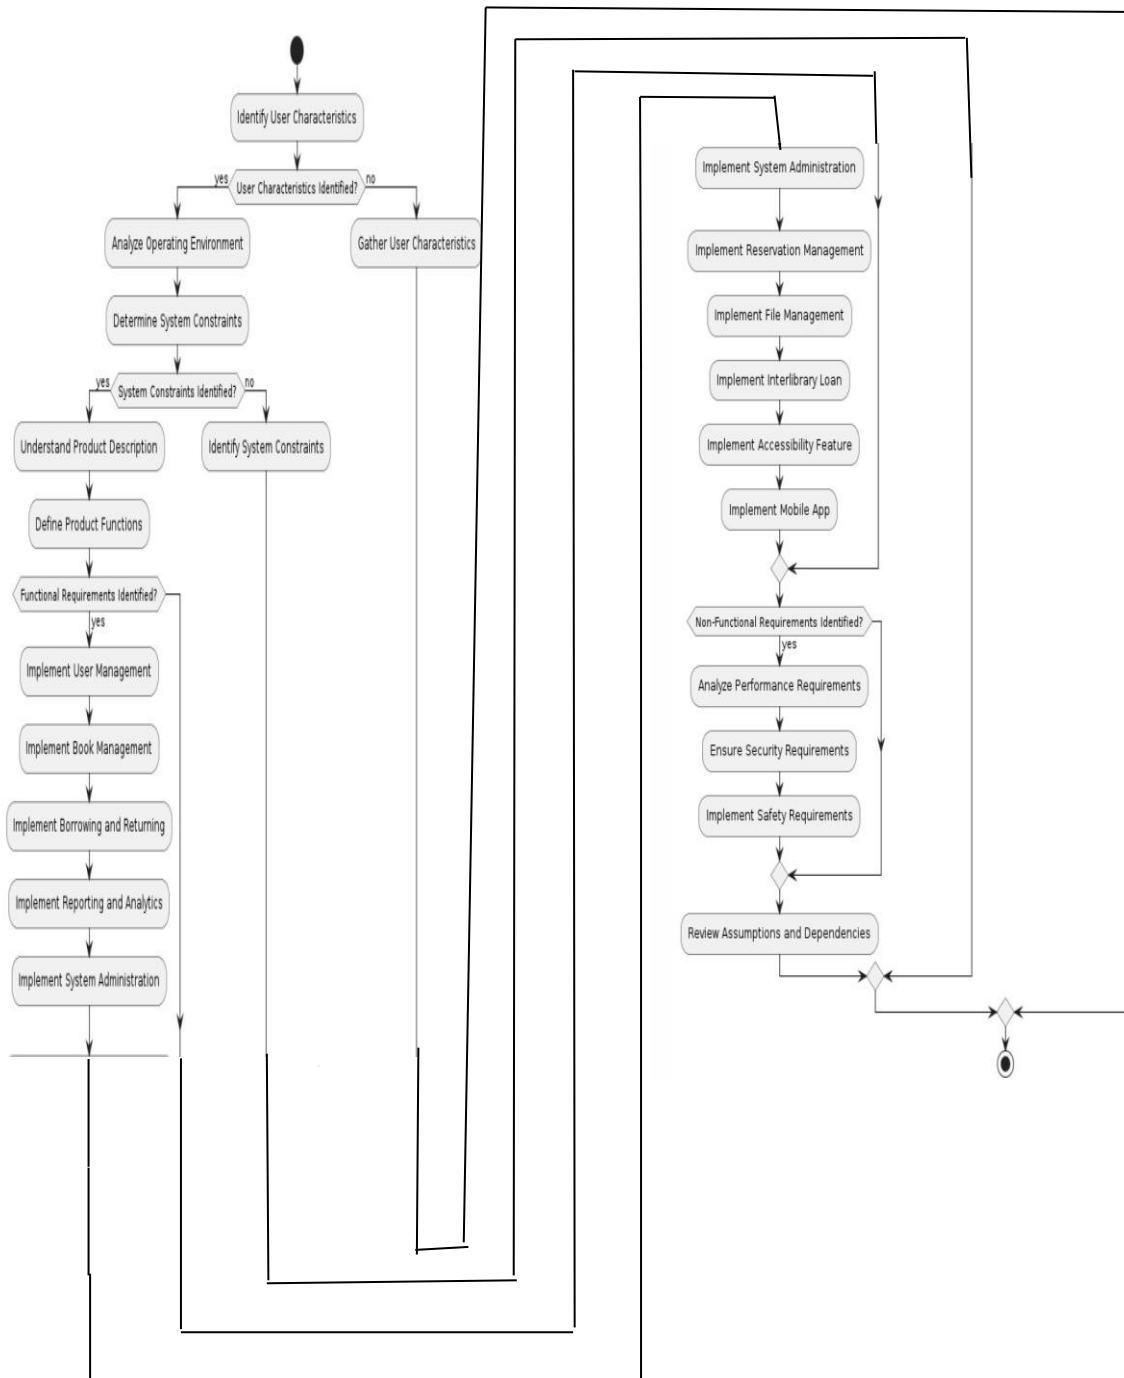 Identify User Characteristics
yes
User Characteristics Identified?
no
Analyze Operating Environment
Gather User Characteristics
Determine System Constraints
yes
System Constraints Identified?
no
Understand Product Description
Identify System Constraints
Define Product Functions
Functional Requirements Identified?
yes
Implement User Management
Implement Book Management
Implement Borrowing and Returning
Implement Reporting and Analytics
Implement System Administration
Implement System Administration
Implement Reservation Management
Implement File Management
Implement Interlibrary Loan
Implement Accessibility Feature
Implement Mobile App
Non-Functional Requirements Identified?
yes
Analyze Performance Requirements
Ensure Security Requirements
Implement Safety Requirements
Review Assumptions and Dependencies